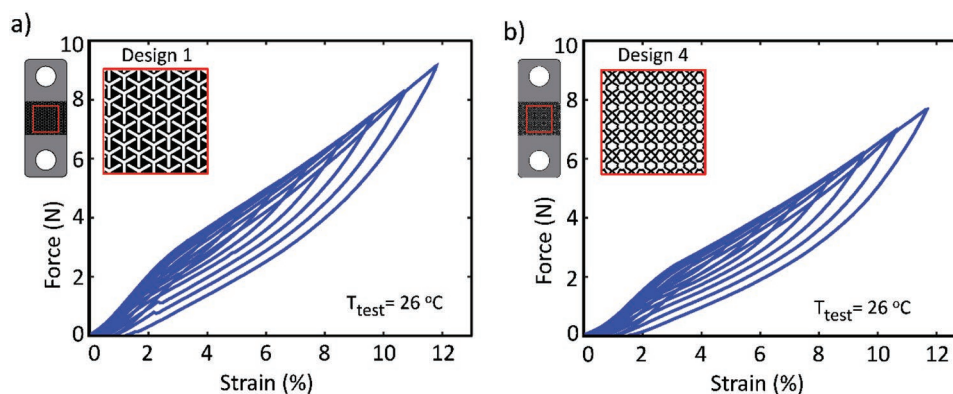 a)
Design 1
Force (N)
10
8
6
4
2
0
0 2 4 6 8 10 12
Strain (%)
T_test= 26 °C
b)
Design 4
Force (N)
10
8
6
4
2
0
0 2 4 6 8 10 12
Strain (%)
T_test= 26 °C